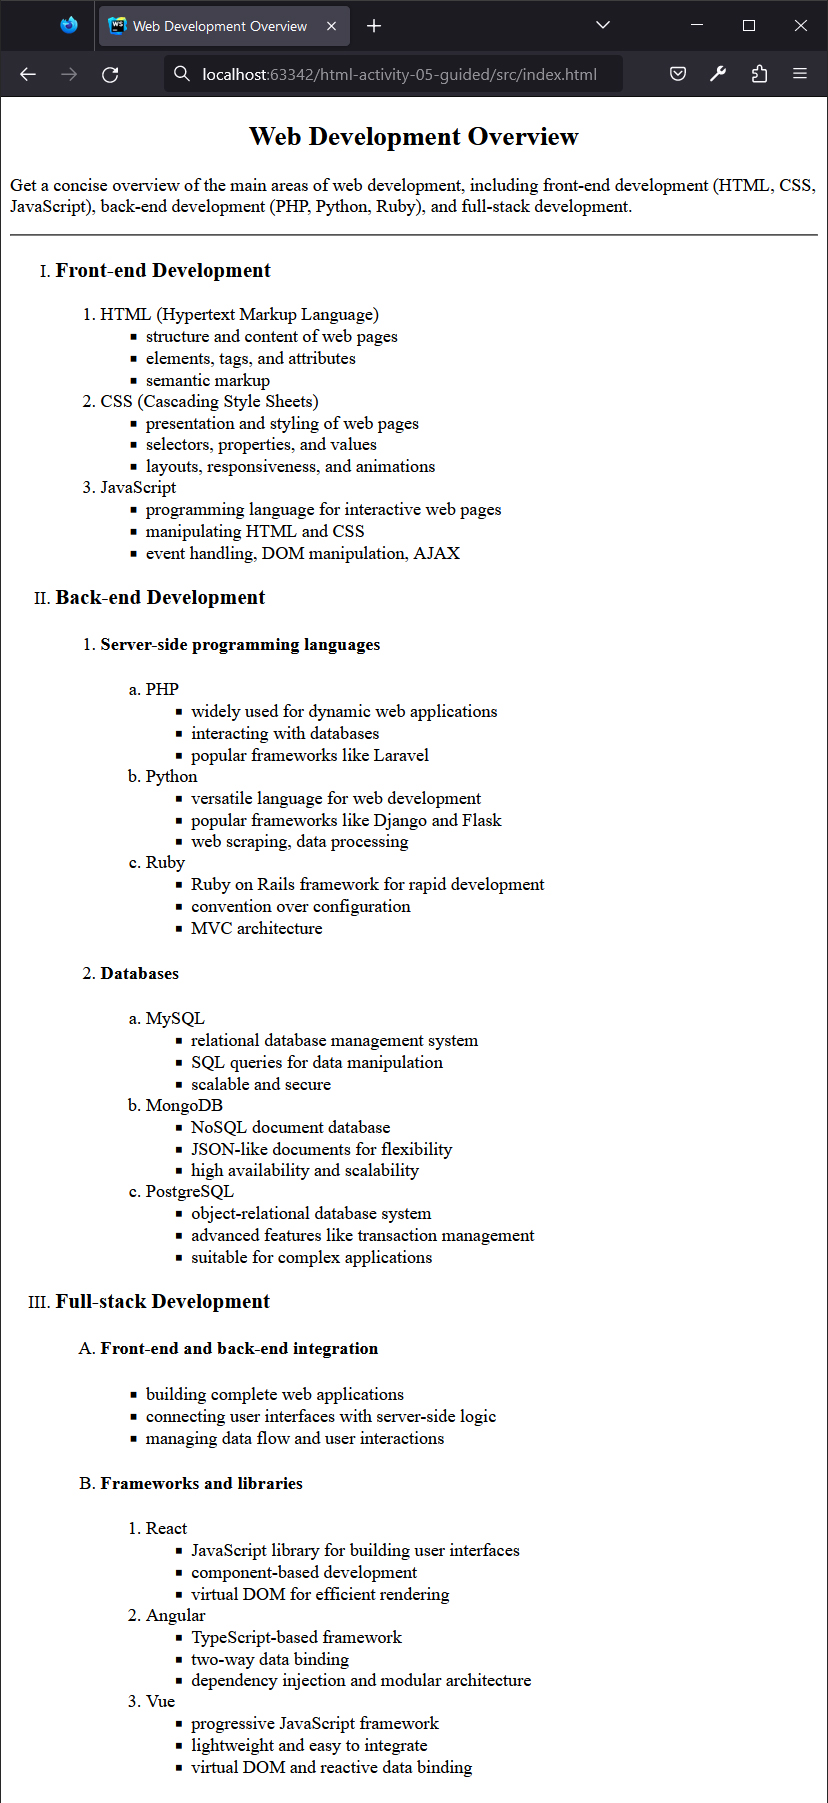 Web Development Overview
localhost:63342/html-activity-05-guided/src/index.html
Web Development Overview
Get a concise overview of the main areas of web development, including front-end development (HTML, CSS,
JavaScript), back-end development (PHP, Python, Ruby), and full-stack development.
I. Front-end Development
1. HTML (Hypertext Markup Language)
▪ structure and content of web pages
▪ elements, tags, and attributes
▪ semantic markup
2. CSS (Cascading Style Sheets)
▪ presentation and styling of web pages
▪ selectors, properties, and values
▪ layouts, responsiveness, and animations
3. JavaScript
▪ programming language for interactive web pages
▪ manipulating HTML and CSS
▪ event handling, DOM manipulation, AJAX
II. Back-end Development
1. Server-side programming languages
a. PHP
▪ widely used for dynamic web applications
▪ interacting with databases
▪ popular frameworks like Laravel
b. Python
▪ versatile language for web development
▪ popular frameworks like Django and Flask
▪ web scraping, data processing
c. Ruby
▪ Ruby on Rails framework for rapid development
▪ convention over configuration
▪ MVC architecture
2. Databases
a. MySQL
▪ relational database management system
▪ SQL queries for data manipulation
▪ scalable and secure
b. MongoDB
▪ NoSQL document database
▪ JSON-like documents for flexibility
▪ high availability and scalability
c. PostgreSQL
▪ object-relational database system
▪ advanced features like transaction management
▪ suitable for complex applications
III. Full-stack Development
A. Front-end and back-end integration
▪ building complete web applications
▪ connecting user interfaces with server-side logic
▪ managing data flow and user interactions
B. Frameworks and libraries
1. React
▪ JavaScript library for building user interfaces
▪ component-based development
▪ virtual DOM for efficient rendering
2. Angular
▪ TypeScript-based framework
▪ two-way data binding
▪ dependency injection and modular architecture
3. Vue
▪ progressive JavaScript framework
▪ lightweight and easy to integrate
▪ virtual DOM and reactive data binding